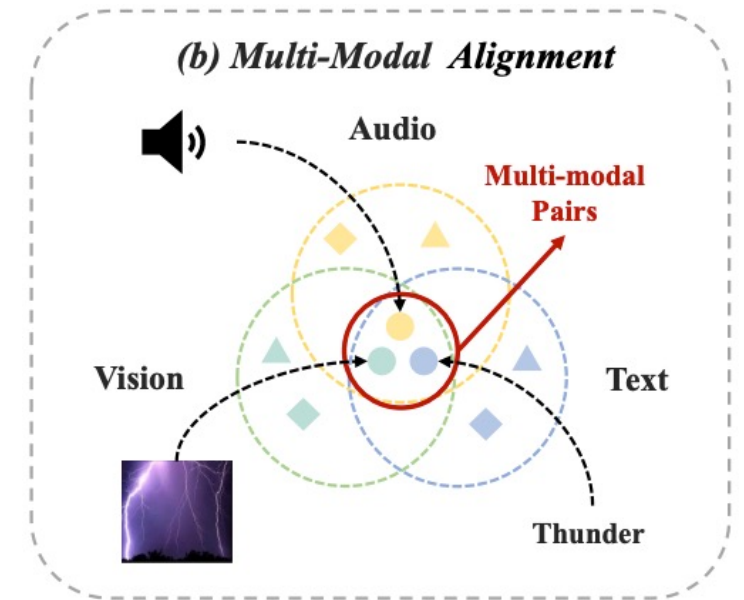 (b) Multi-Modal Alignment
Audio
Multi-modal
Pairs
Vision
Text
Thunder